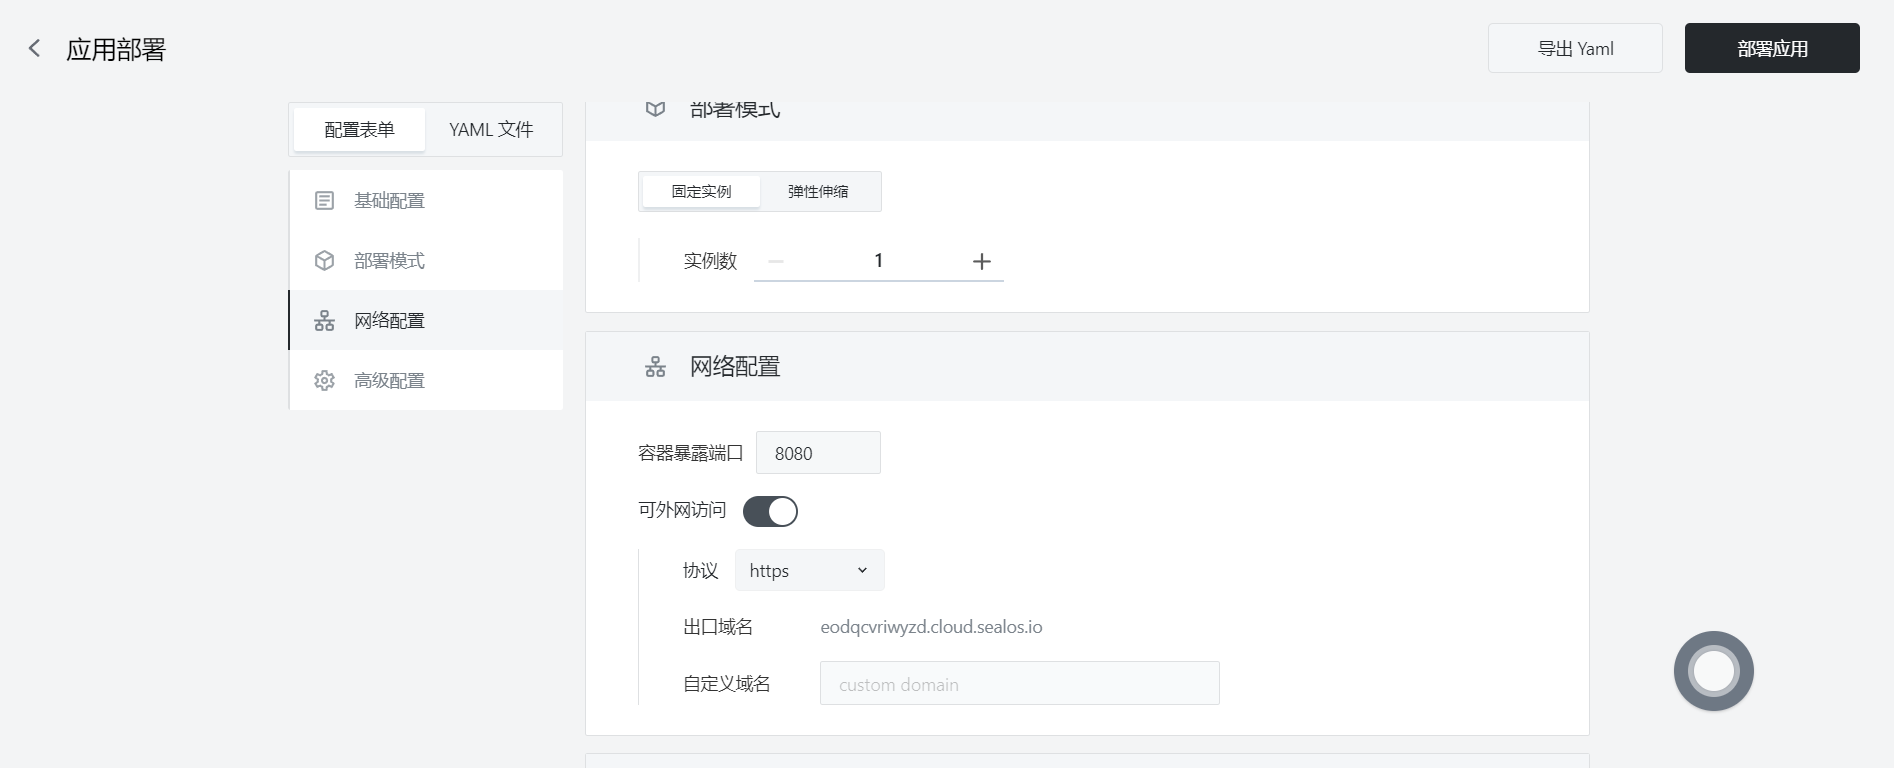 应用部署
导出 Yaml
部署应用
配置表单
YAML 文件
基础配置
部署模式
网络配置
高级配置
部署模式
固定实例
弹性伸缩
实例数
1
网络配置
容器暴露端口
8080
可外网访问
协议
https
出口域名
eodqcvriwyzd.cloud.sealos.io
自定义域名
custom domain